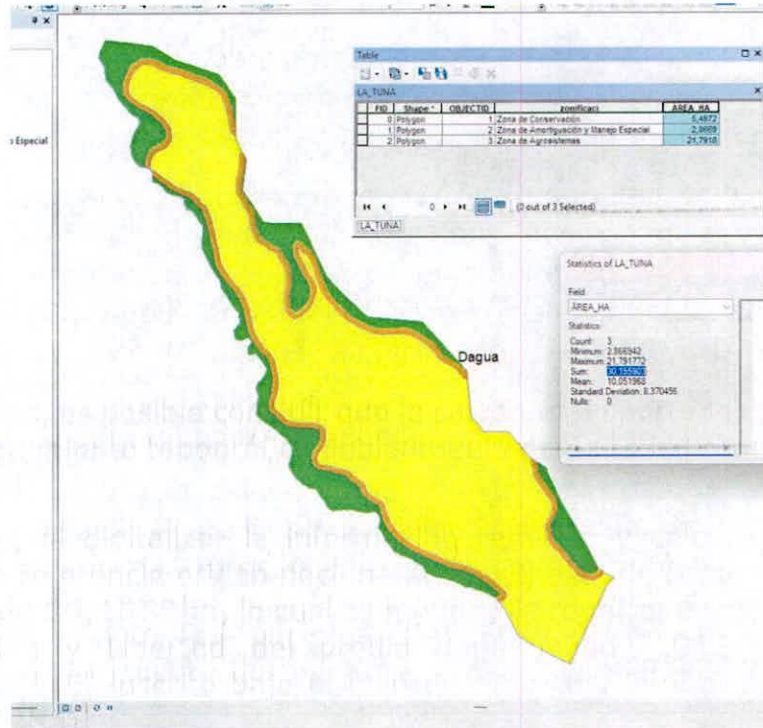 o Especial
Dagua
Table
LA_TUNA
FID Shape * OBJECTID zonificaci AREA_HA
0 Polygon 1 Zona de Conservación 5,4972
1 Polygon 2 Zona de Amortiguación y Manejo Especial 2,8669
2 Polygon 3 Zona de Agrosistemas 21,7918
0 (0 out of 3 Selected)
LA_TUNA
Statistics of LA_TUNA
Field
AREA_HA
Statistics:
Count: 3
Minimum: 2,866942
Maximum: 21,791772
Sum: 30,155903
Mean: 10,051968
Standard Deviation: 8,370456
Nulls: 0